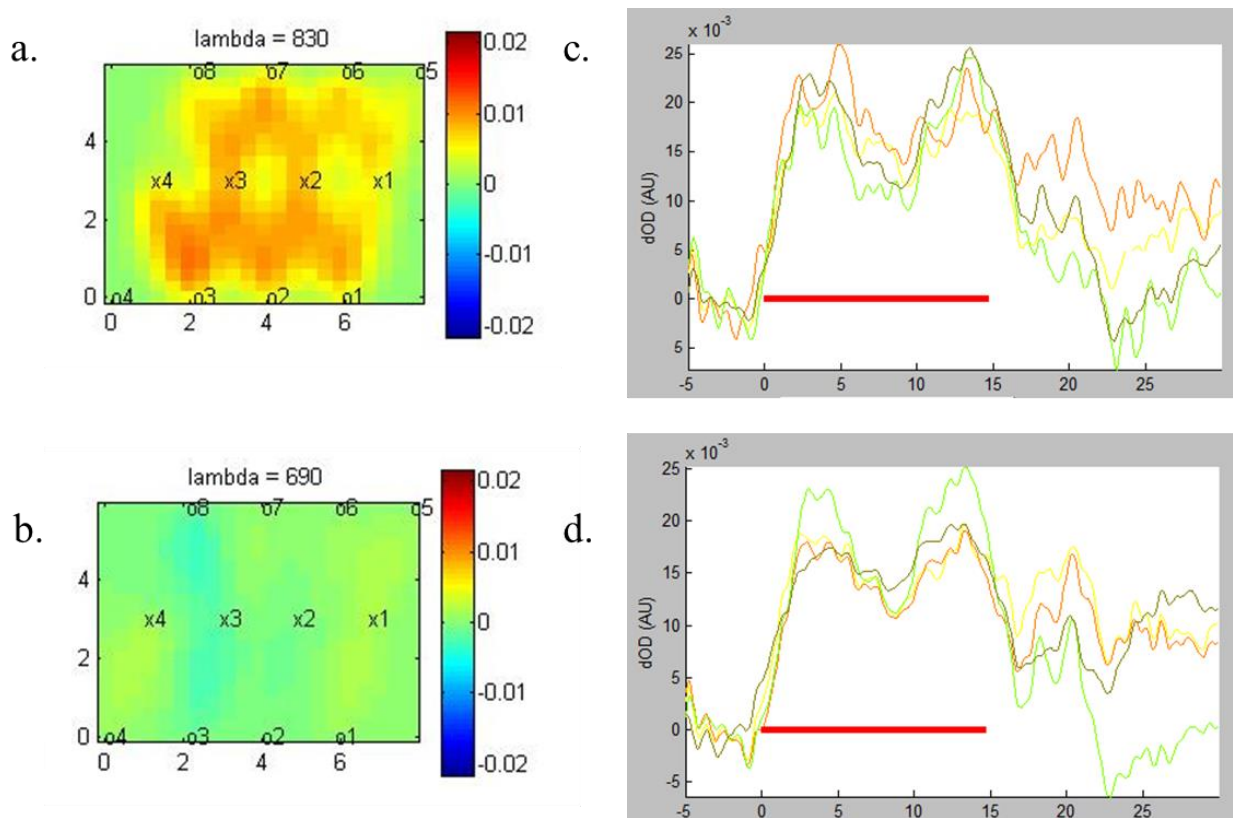 a.
lambda = 830
0.02
0.01
0
-0.01
-0.02
o8 o7 o6 o5
4
x4 x3 x2 x1
2
0
o4 o3 o2 o1
0 2 4 6
c.
x 10⁻³
25
20
15
10
5
0
5
dOD (AU)
-5 0 5 10 15 20 25
b.
lambda = 690
0.02
0.01
0
-0.01
-0.02
o8 o7 o6 o5
4
x4 x3 x2 x1
2
0
o4 o3 o2 o1
0 2 4 6
d.
x 10⁻³
25
20
15
10
5
0
-5
dOD (AU)
-5 0 5 10 15 20 25